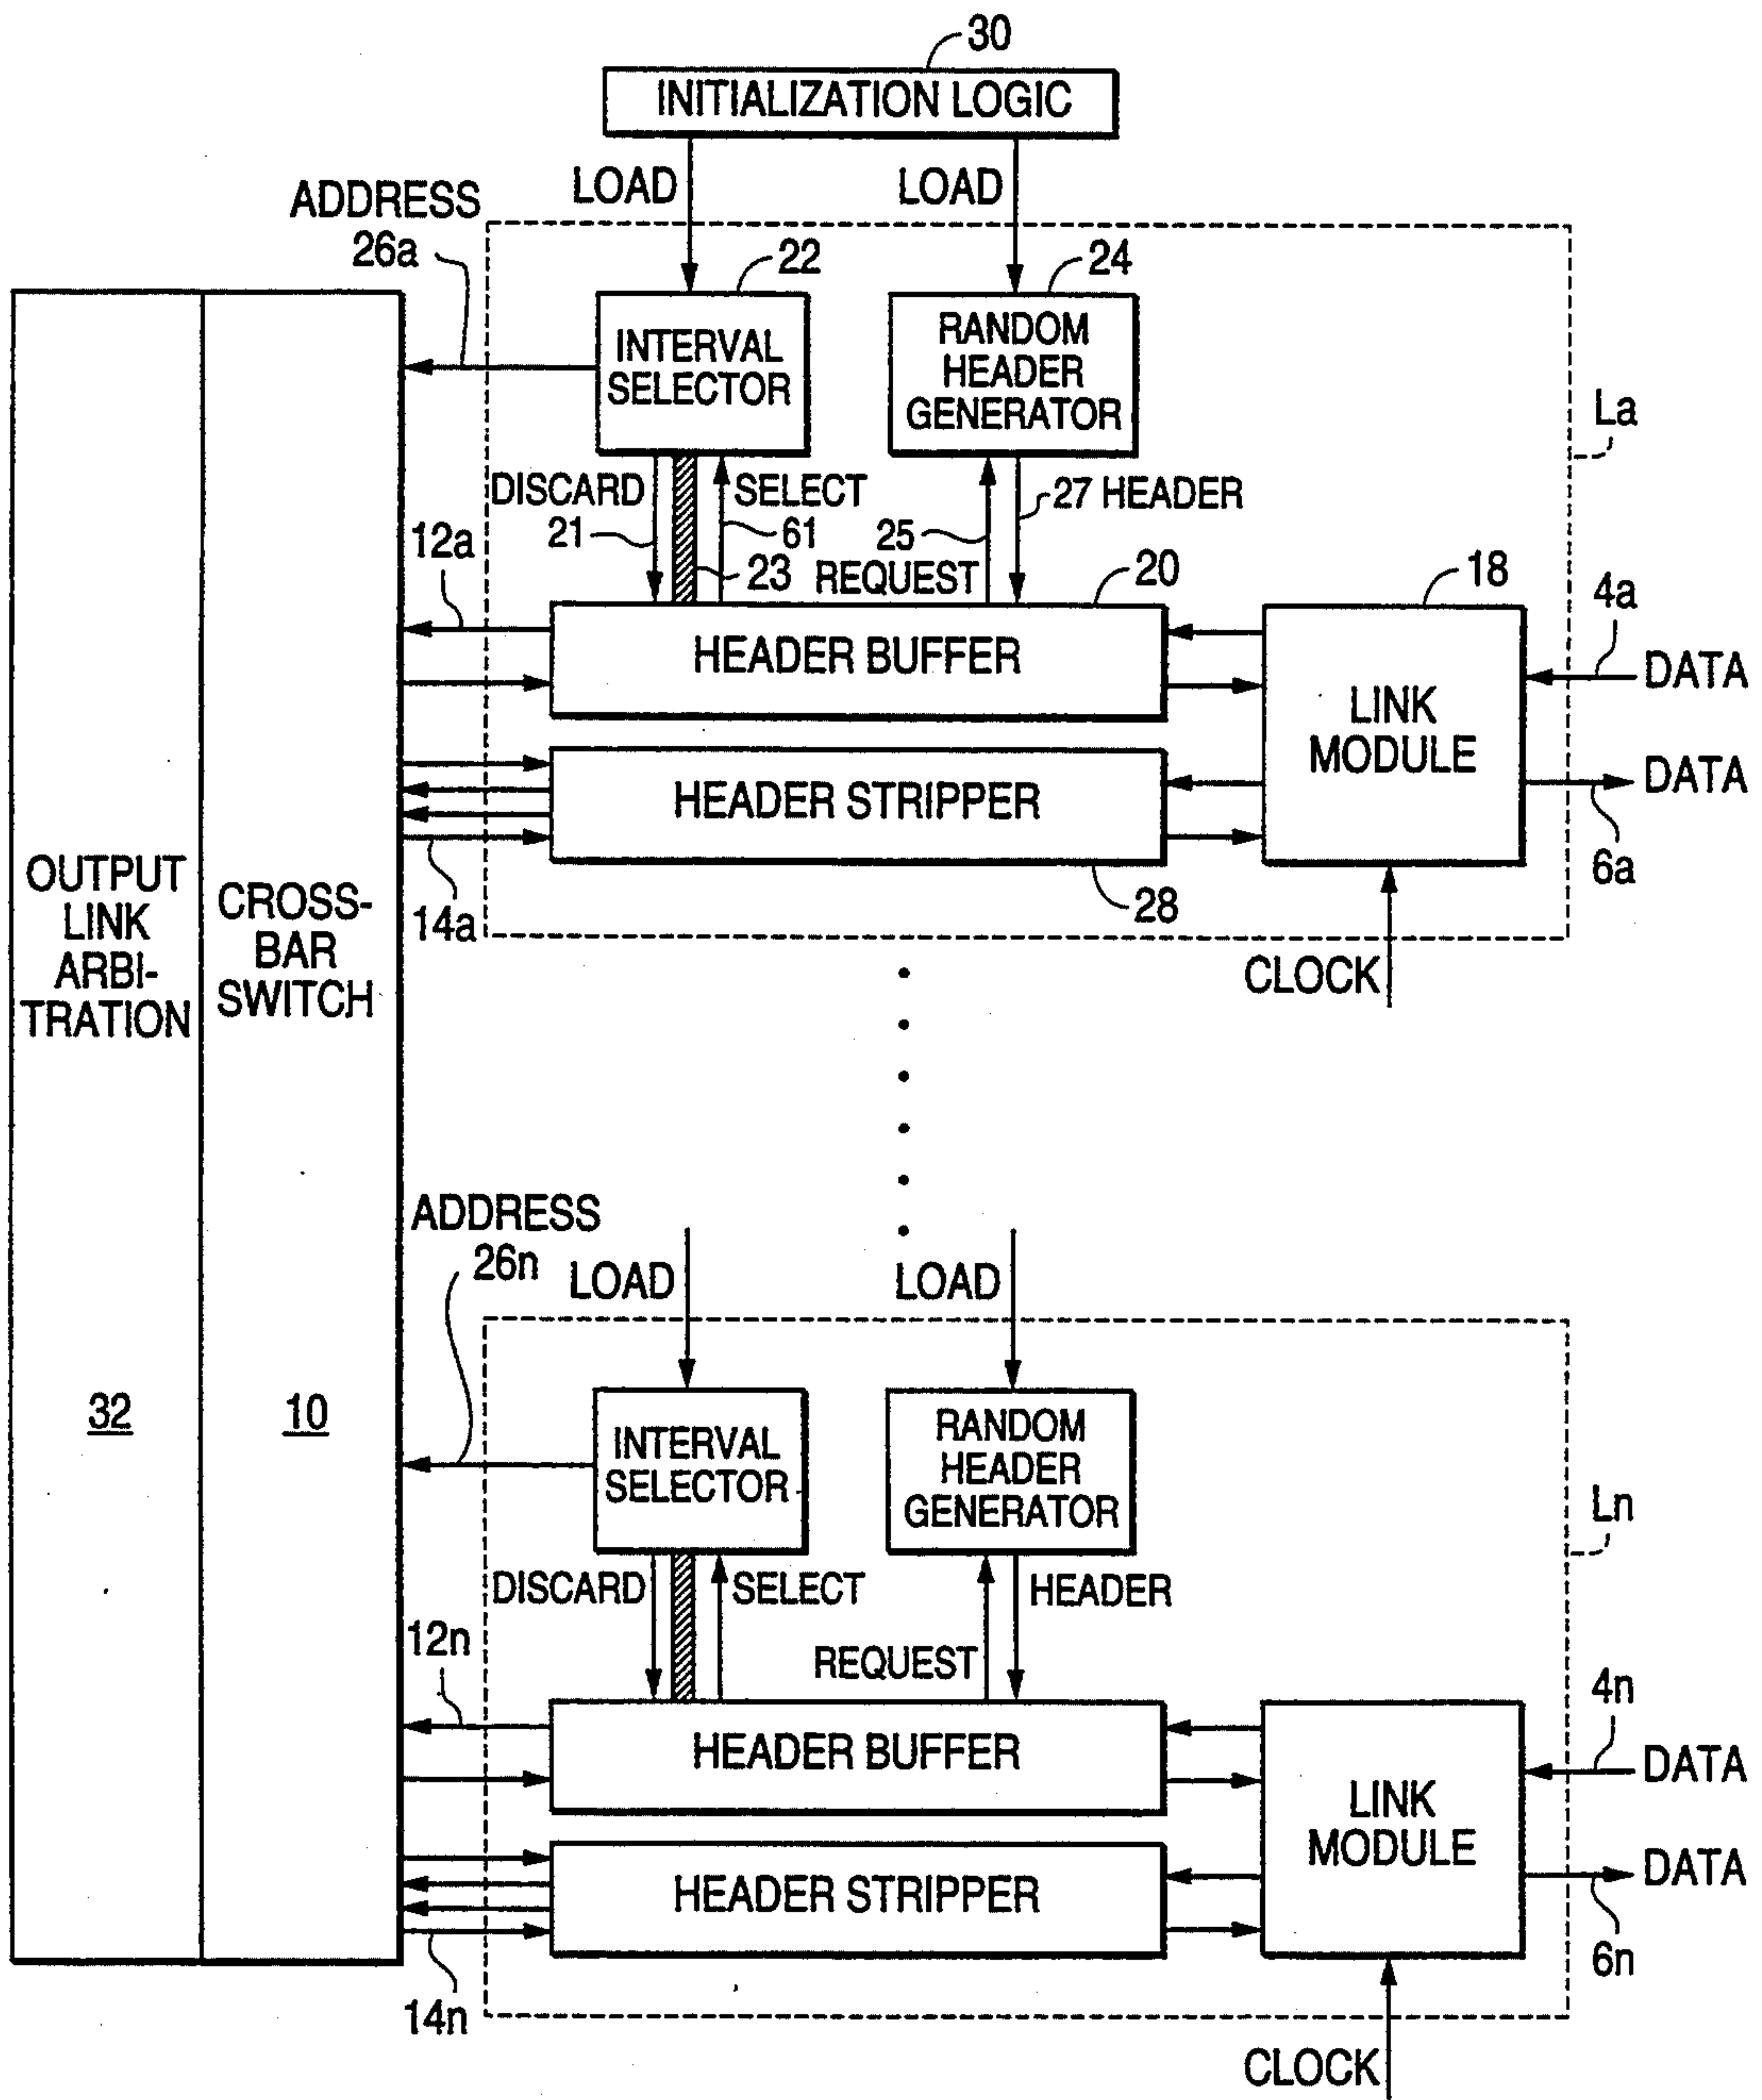 30
INITIALIZATION LOGIC
LOAD
LOAD
ADDRESS
26a
22
24
INTERVAL
SELECTOR
RANDOM
HEADER
GENERATOR
La
DISCARD
21
SELECT
61
23
25
REQUEST
27 HEADER
12a
20
18
4a
HEADER BUFFER
DATA
LINK
MODULE
HEADER STRIPPER
DATA
6a
14a
28
CLOCK
OUTPUT
LINK
ARBI-
TRATION
CROSS-
BAR
SWITCH
32
10
ADDRESS
26n
LOAD
LOAD
INTERVAL
SELECTOR
RANDOM
HEADER
GENERATOR
Ln
DISCARD
SELECT
HEADER
REQUEST
12n
4n
HEADER BUFFER
DATA
LINK
MODULE
HEADER STRIPPER
DATA
6n
14n
CLOCK